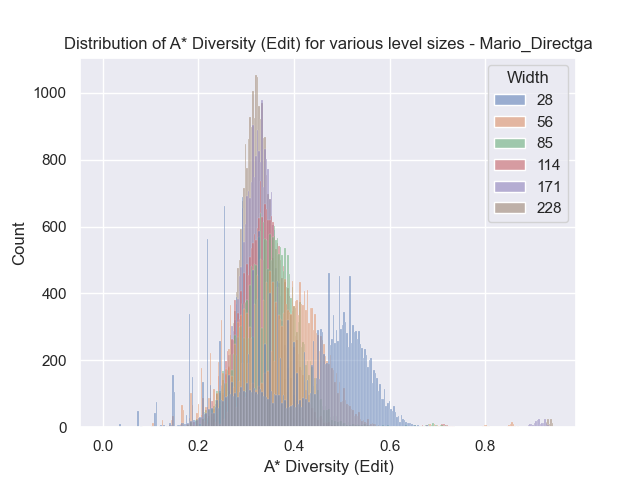 Distribution of A* Diversity (Edit) for various level sizes - Mario_Directga
Width
28
56
85
114
171
228
Count
1000
800
600
400
200
0
0.0 0.2 0.4 0.6 0.8
A* Diversity (Edit)